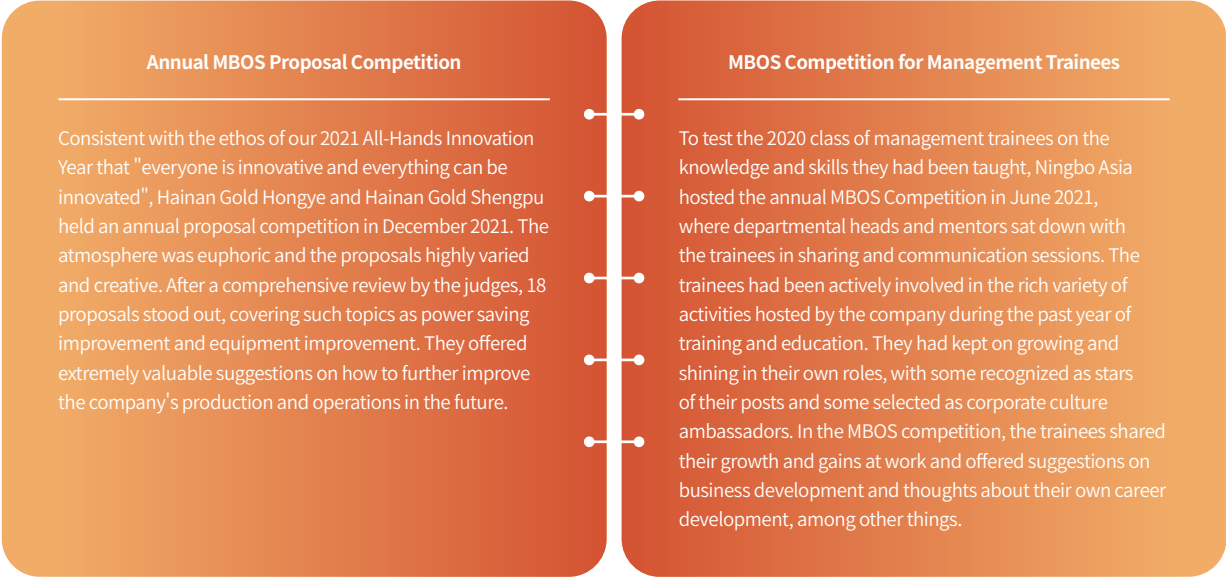 Annual MBOS Proposal Competition
Consistent with the ethos of our 2021 All-Hands Innovation
Year that "everyone is innovative and everything can be
innovated", Hainan Gold Hongye and Hainan Gold Shengpu
held an annual proposal competition in December 2021. The
atmosphere was euphoric and the proposals highly varied
and creative. After a comprehensive review by the judges, 18
proposals stood out, covering such topics as power saving
improvement and equipment improvement. They offered
extremely valuable suggestions on how to further improve
the company's production and operations in the future.
MBOS Competition for Management Trainees
To test the 2020 class of management trainees on the
knowledge and skills they had been taught, Ningbo Asia
hosted the annual MBOS Competition in June 2021,
where departmental heads and mentors sat down with
the trainees in sharing and communication sessions. The
trainees had been actively involved in the rich variety of
activities hosted by the company during the past year of
training and education. They had kept on growing and
shining in their own roles, with some recognized as stars
of their posts and some selected as corporate culture
ambassadors. In the MBOS competition, the trainees shared
their growth and gains at work and offered suggestions on
business development and thoughts about their own career
development, among other things.